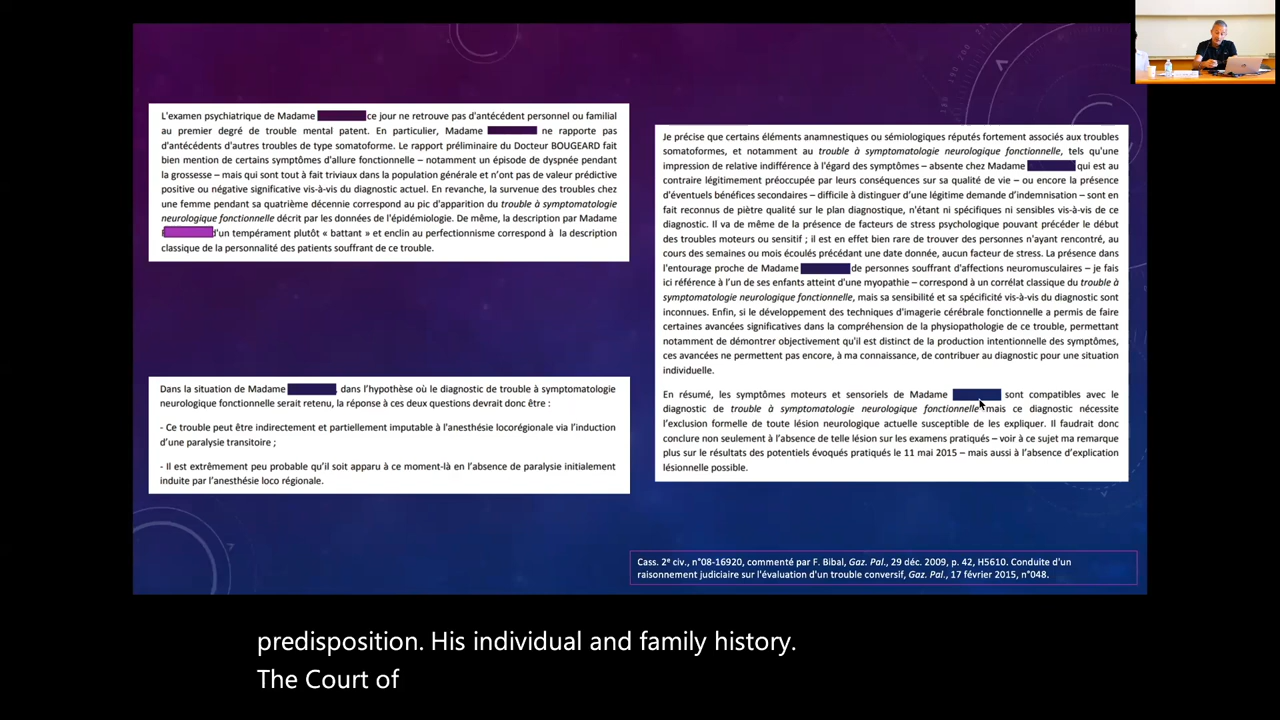 L'examen psychiatrique de Madame ce jour ne retrouve pas d'antécédent personnel ou familial
au premier degré de trouble mental patent. En particulier, Madame ne rapporte pas
d'antécédents d'autres troubles de type somatoforme. Le rapport préliminaire du Docteur BOUGEARD fait
bien mention de certains symptômes d'allure fonctionnelle – notamment un épisode de dyspnée pendant
la grossesse – mais qui sont tout à fait triviaux dans la population générale et n'ont pas de valeur prédictive
positive ou négative significative vis-à-vis du diagnostic actuel. En revanche, la survenue des troubles chez
une femme pendant sa quatrième décennie correspond au pic d'apparition du trouble à symptomatologie
neurologique fonctionnelle décrit par les données de l'épidémiologie. De même, la description par Madame
d'un tempérament plutôt « battant » et enclin au perfectionnisme correspond à la description
classique de la personnalité des patients souffrant de ce trouble.
Dans la situation de Madame , dans l'hypothèse où le diagnostic de trouble à symptomatologie
neurologique fonctionnelle serait retenu, la réponse à ces deux questions devrait donc être :
- Ce trouble peut être indirectement et partiellement imputable à l'anesthésie locorégionale via l'induction
d'une paralysie transitoire ;
- Il est extrêmement peu probable qu'il soit apparu à ce moment-là en l'absence de paralysie initialement
induite par l'anesthésie loco régionale.
Je précise que certains éléments anamnestiques ou sémiologiques réputés fortement associés aux troubles
somatoformes, et notamment au trouble à symptomatologie neurologique fonctionnelle, tels qu'une
impression de relative indifférence à l'égard des symptômes – absente chez Madame qui est au
contraire légitimement préoccupée par leurs conséquences sur sa qualité de vie – ou encore la présence
d'éventuels bénéfices secondaires – difficile à distinguer d'une légitime demande d'indemnisation – sont en
fait reconnus de piètre qualité sur le plan diagnostique, n'étant ni spécifiques ni sensibles vis-à-vis de ce
diagnostic. Il va de même de la présence de facteurs de stress psychologique pouvant précéder le début
des troubles moteurs ou sensitif ; il est en effet bien rare de trouver des personnes n'ayant rencontré, au
cours des semaines ou mois écoulés précédant une date donnée, aucun facteur de stress. La présence dans
l'entourage proche de Madame de personnes souffrant d'affections neuromusculaires – je fais
ici référence à l'un de ses enfants atteint d'une myopathie – correspond à un corrélat classique du trouble à
symptomatologie neurologique fonctionnelle, mais sa sensibilité et sa spécificité vis-à-vis du diagnostic sont
inconnues. Enfin, si le développement des techniques d'imagerie cérébrale fonctionnelle a permis de faire
certaines avancées significatives dans la compréhension de la physiopathologie de ce trouble, permettant
notamment de démontrer objectivement qu'il est distinct de la production intentionnelle des symptômes,
ces avancées ne permettent pas encore, à ma connaissance, de contribuer au diagnostic pour une situation
individuelle.
En résumé, les symptômes moteurs et sensoriels de Madame sont compatibles avec le
diagnostic de trouble à symptomatologie neurologique fonctionnelle mais ce diagnostic nécessite
l'exclusion formelle de toute lésion neurologique actuelle susceptible de les expliquer. Il faudrait donc
conclure non seulement à l'absence de telle lésion sur les examens pratiqués – voir à ce sujet ma remarque
plus sur le résultats des potentiels évoqués pratiqués le 11 mai 2015 – mais aussi à l'absence d'explication
lésionnelle possible.
Cass. 2e civ., n°08-16920, commenté par F. Bibal, Gaz. Pal., 29 déc. 2009, p. 42, H5610. Conduite d'un
raisonnement judiciaire sur l'évaluation d'un trouble conversif, Gaz. Pal., 17 février 2015, n°048.
predisposition. His individual and family history.
The Court of